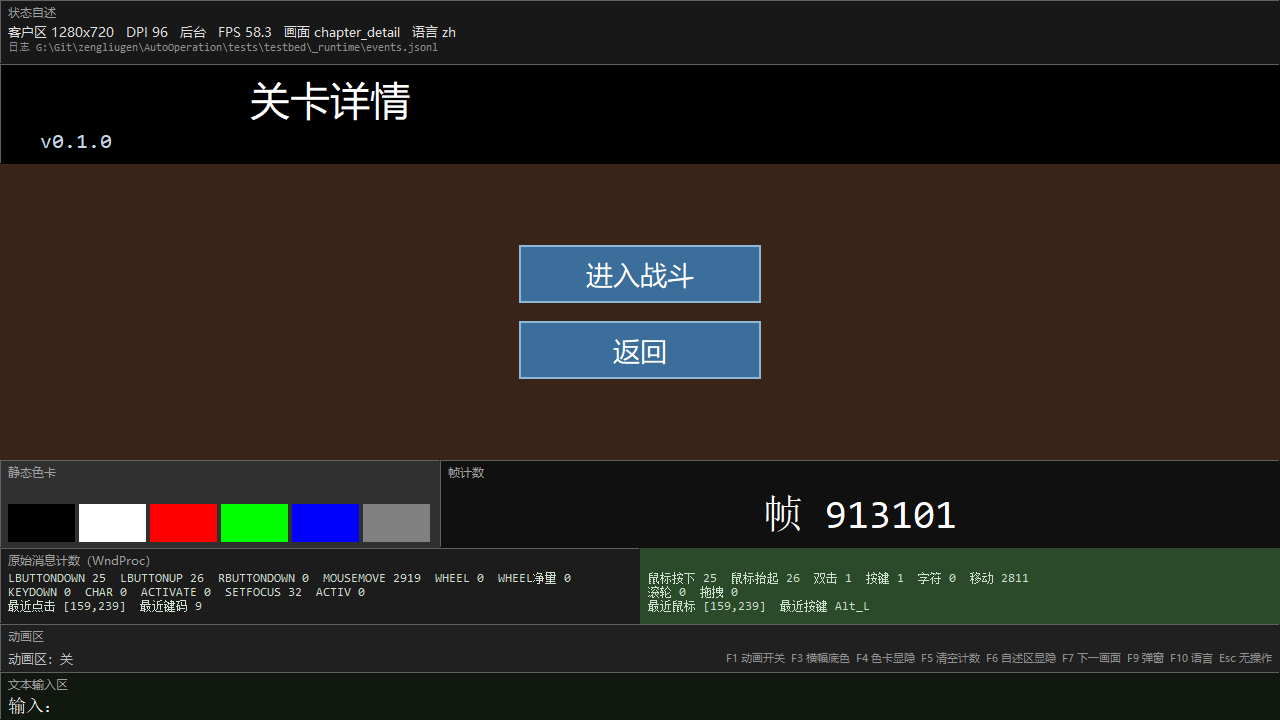 状态自述
客户区 1280x720 DPI 96 后台 FPS 58.3 画面 chapter_detail 语言 zh
日志 G:\Git\zengliugen\AutoOperation\tests\testbed\_runtime\events.jsonl
关卡详情
v0.1.0
进入战斗
返回
静态色卡
帧计数
帧 913101
原始消息计数（WndProc）
LBUTTONDOWN 25 LBUTTONUP 26 RBUTTONDOWN 0 MOUSEMOVE 2919 WHEEL 0 WHEEL净量 0
KEYDOWN 0 CHAR 0 ACTIVATE 0 SETFOCUS 32 ACTIV 0
最近点击 [159,239] 最近键码 9
鼠标按下 25 鼠标抬起 26 双击 1 按键 1 字符 0 移动 2811
滚轮 0 拖拽 0
最近鼠标 [159,239] 最近按键 Alt_L
动画区
动画区：关
F1 动画开关 F3 横幅底色 F4 色卡显隐 F5 清空计数 F6 自述区显隐 F7 下一画面 F9 弹窗 F10 语言 Esc 无操作
文本输入区
输入：